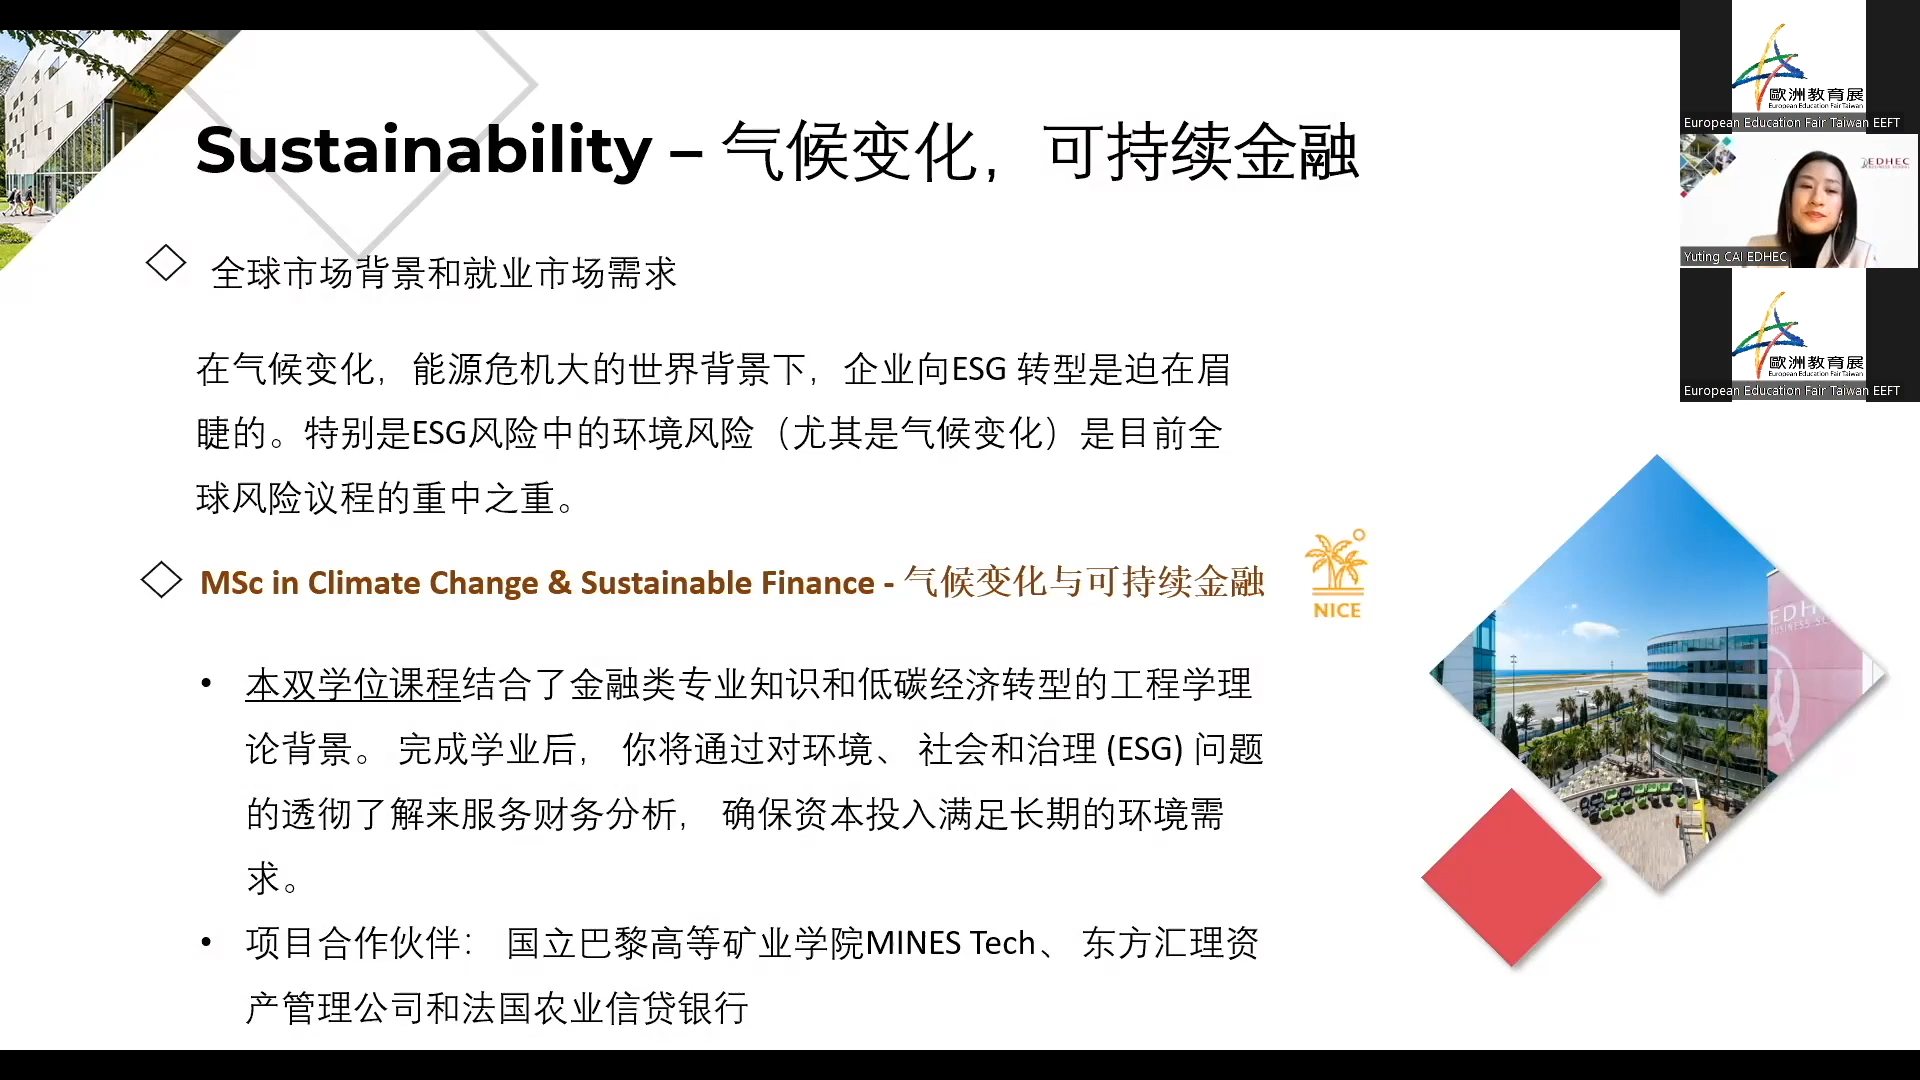 Sustainability – 气候变化，可持续金融
全球市场背景和就业市场需求
在气候变化，能源危机大的世界背景下，企业向ESG 转型是迫在眉
睫的。特别是ESG风险中的环境风险（尤其是气候变化）是目前全
球风险议程的重中之重。
MSc in Climate Change & Sustainable Finance - 气候变化与可持续金融
NICE
• 本双学位课程结合了金融类专业知识和低碳经济转型的工程学理
论背景。 完成学业后， 你将通过对环境、 社会和治理 (ESG) 问题
的透彻了解来服务财务分析， 确保资本投入满足长期的环境需
求。
• 项目合作伙伴： 国立巴黎高等矿业学院MINES Tech、 东方汇理资
产管理公司和法国农业信贷银行
歐洲教育展
European Education Fair Taiwan
European Education Fair Taiwan EEFT
EDHEC
BUSINESS SCHOOL
Yuting CAI EDHEC
歐洲教育展
European Education Fair Taiwan
European Education Fair Taiwan EEFT